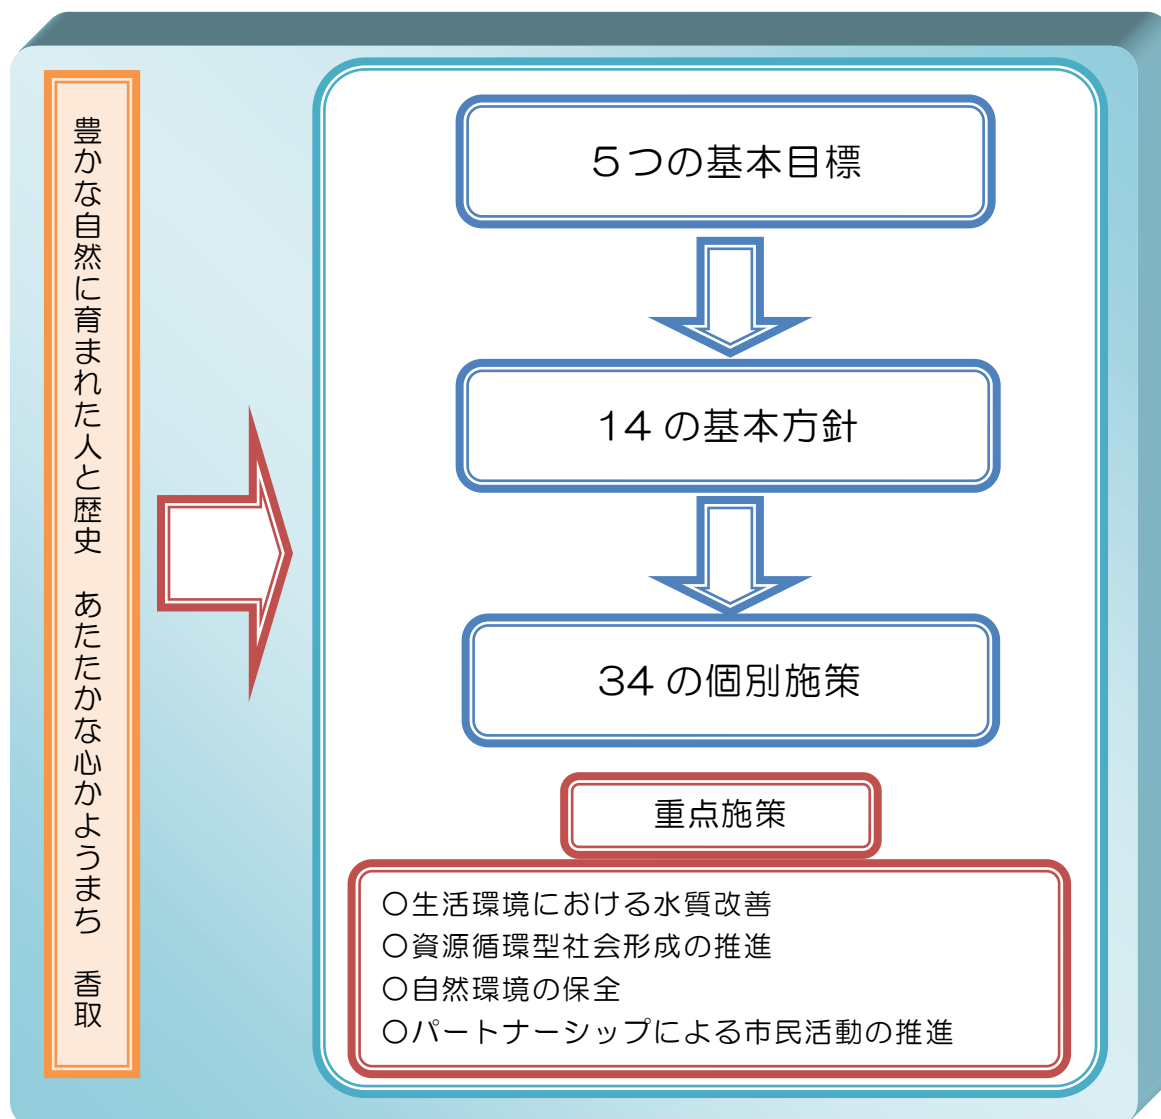 豊かな自然に育まれた人と歴史　あたたかな心かようまち　香取
５つの基本目標
14 の基本方針
34 の個別施策
重点施策
〇生活環境における水質改善
〇資源循環型社会形成の推進
〇自然環境の保全
〇パートナーシップによる市民活動の推進